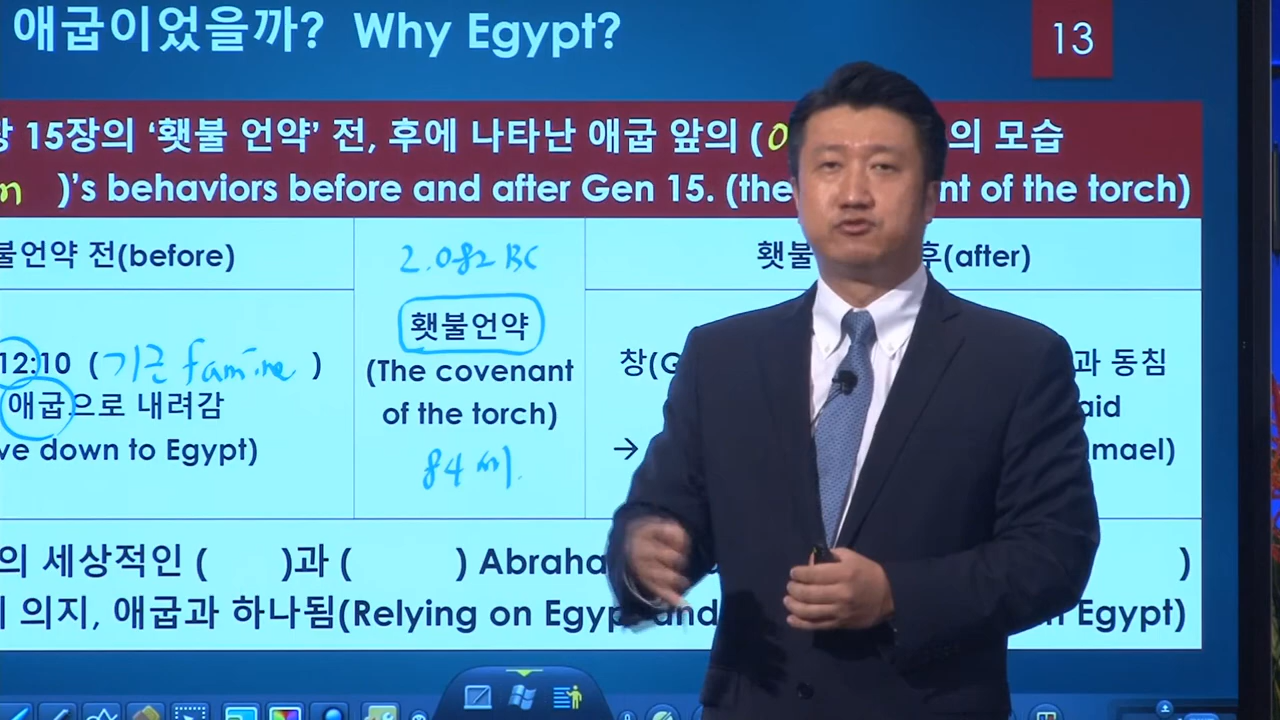 애굽이었을까? Why Egypt?
13
15장의 ‘횃불 언약’ 전, 후에 나타난 애굽 앞의 ( 의 모습
)’s behaviors before and after Gen 15. (the nt of the torch)
불언약 전(before)
2.082 BC
횃불 후(after)
횃불언약
12:10 (기근 famine )
(The covenant
창(G 과 동침
애굽으로 내려감
of the torch)
aid
ve down to Egypt)
84세.
→ mael)
의 세상적인 ( )과 ( ) Abraha )
의지, 애굽과 하나됨(Relying on Egyp and n Egypt)